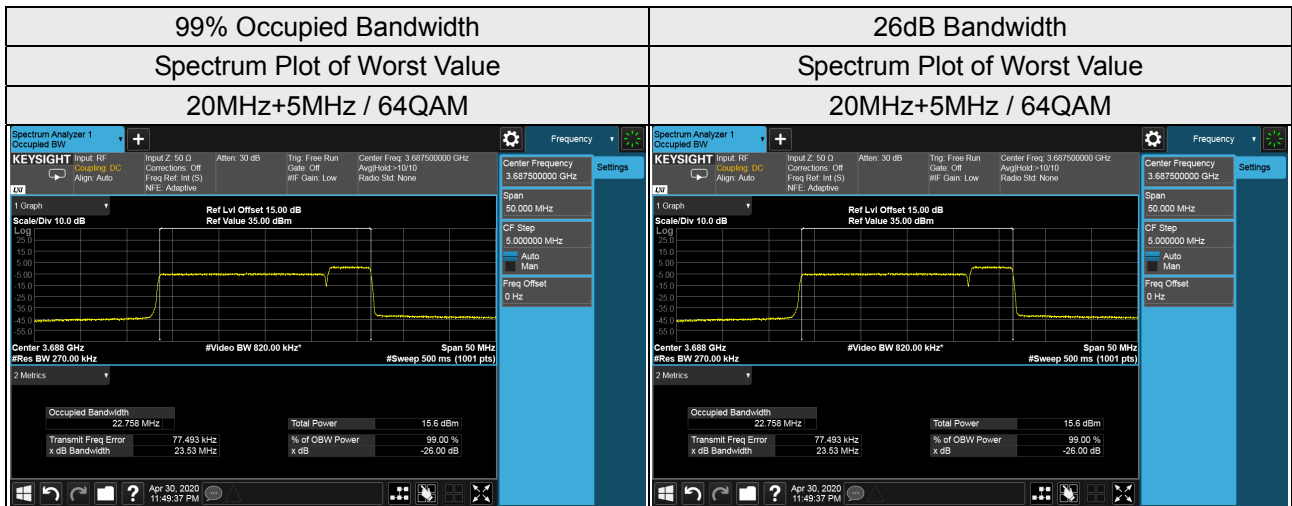 99% Occupied Bandwidth
26dB Bandwidth
Spectrum Plot of Worst Value
Spectrum Plot of Worst Value
20MHz+5MHz / 64QAM
20MHz+5MHz / 64QAM
Spectrum Analyzer 1
Occupied BW
+
Frequency
KEYSIGHT
Input: RF
Coupling: DC
Align: Auto
Input Z: 50 Ω
Corrections: Off
Freq Ref: Int (S)
NFE: Adaptive
Atten: 30 dB
Trig: Free Run
Gate: Off
#IF Gain: Low
Center Freq: 3.687500000 GHz
Avg|Hold:>10/10
Radio Std: None
LXI
Center Frequency
3.687500000 GHz
Settings
Span
50.000 MHz
CF Step
5.000000 MHz
Auto
Man
Freq Offset
0 Hz
1 Graph
Scale/Div 10.0 dB
Ref Lvl Offset 15.00 dB
Ref Value 35.00 dBm
Log
25.0
15.0
5.00
-5.00
-15.0
-25.0
-35.0
-45.0
-55.0
Center 3.688 GHz
#Res BW 270.00 kHz
#Video BW 820.00 kHz*
Span 50 MHz
#Sweep 500 ms (1001 pts)
2 Metrics
Occupied Bandwidth
22.758 MHz
Transmit Freq Error 77.493 kHz
x dB Bandwidth 23.53 MHz
Total Power 15.6 dBm
% of OBW Power 99.00 %
x dB -26.00 dB
?
Apr 30, 2020
11:49:37 PM
Spectrum Analyzer 1
Occupied BW
+
Frequency
KEYSIGHT
Input: RF
Coupling: DC
Align: Auto
Input Z: 50 Ω
Corrections: Off
Freq Ref: Int (S)
NFE: Adaptive
Atten: 30 dB
Trig: Free Run
Gate: Off
#IF Gain: Low
Center Freq: 3.687500000 GHz
Avg|Hold:>10/10
Radio Std: None
LXI
Center Frequency
3.687500000 GHz
Settings
Span
50.000 MHz
CF Step
5.000000 MHz
Auto
Man
Freq Offset
0 Hz
1 Graph
Scale/Div 10.0 dB
Ref Lvl Offset 15.00 dB
Ref Value 35.00 dBm
Log
25.0
15.0
5.00
-5.00
-15.0
-25.0
-35.0
-45.0
-55.0
Center 3.688 GHz
#Res BW 270.00 kHz
#Video BW 820.00 kHz*
Span 50 MHz
#Sweep 500 ms (1001 pts)
2 Metrics
Occupied Bandwidth
22.758 MHz
Transmit Freq Error 77.493 kHz
x dB Bandwidth 23.53 MHz
Total Power 15.6 dBm
% of OBW Power 99.00 %
x dB -26.00 dB
?
Apr 30, 2020
11:49:37 PM